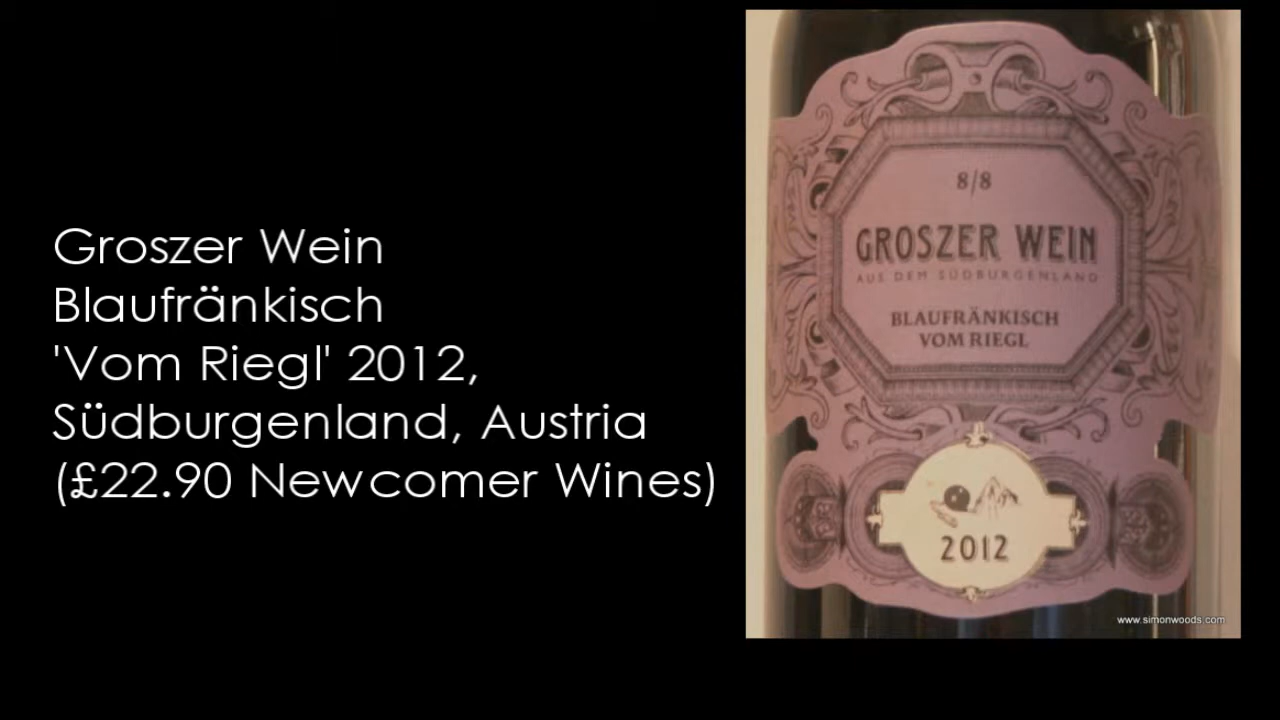 Groszer Wein
Blaufränkisch
'Vom Riegl' 2012,
Südburgenland, Austria
(£22.90 Newcomer Wines)
8/8
GROSZER WEIN
AUS DEM SÜDBURGENLAND
BLAUFRÄNKISCH
VOM RIEGL
2012
www.simonwoods.com